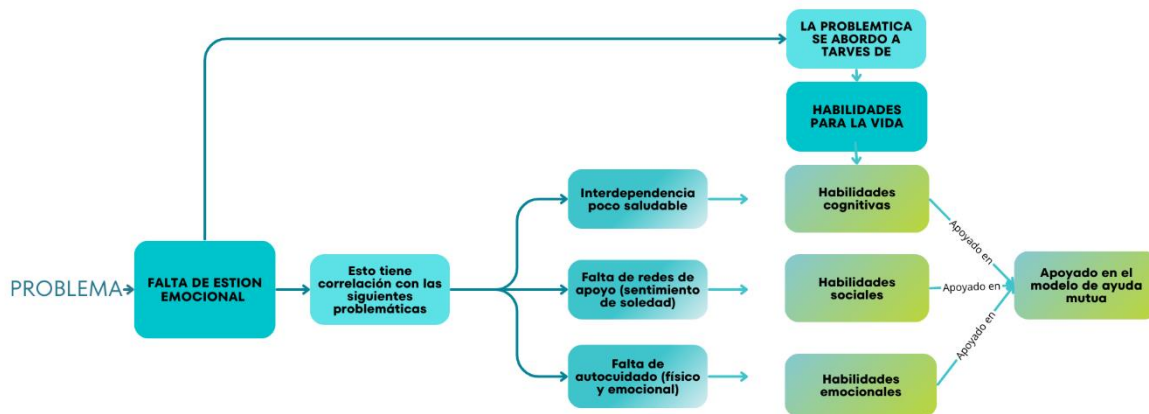 LA PROBLEMTICA
SE ABORDO A
TARVES DE
HABILIDADES
PARA LA VIDA
Interdependencia
poco saludable
Habilidades
cognitivas
Apoyado en
PROBLEMA
FALTA DE ESTION
EMOCIONAL
Esto tiene
correlación con las
siguientes
problemáticas
Falta de redes de
apoyo (sentimiento
de soledad)
Habilidades
sociales
Apoyado en
Apoyado en el
modelo de ayuda
mutua
Falta de
autocuidado (físico
y emocional)
Habilidades
emocionales
Apoyado en